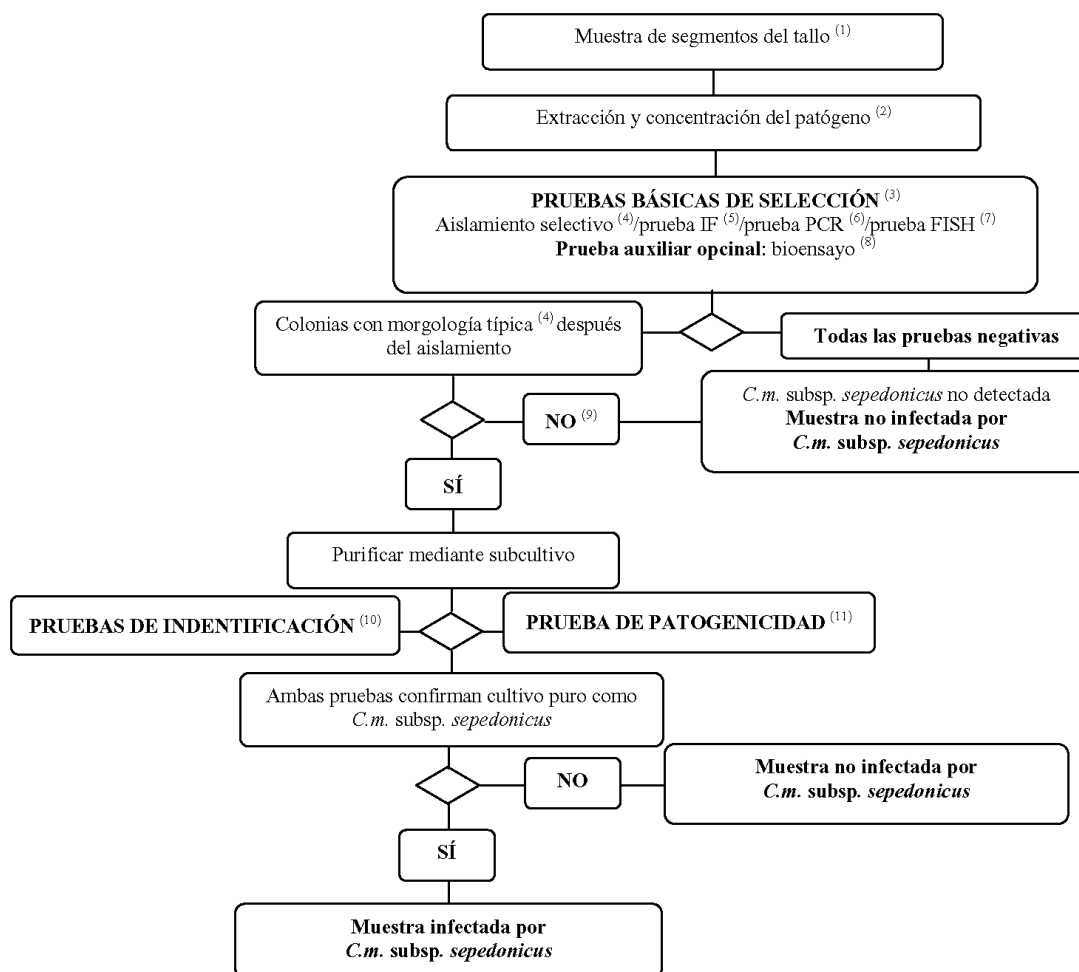 Muestra de segmentos del tallo (1)
Extracción y concentración del patógeno (2)
PRUEBAS BÁSICAS DE SELECCIÓN (3)
Aislamiento selectivo (4)/prueba IF (5)/prueba PCR (6)/prueba FISH (7)
Prueba auxiliar opcinal: bioensayo (8)
Colonias con morgología típica (4) después
del aislamiento
Todas las pruebas negativas
C.m. subsp. sepedonicus no detectada
Muestra no infectada por
C.m. subsp. sepedonicus
NO (9)
SÍ
Purificar mediante subcultivo
PRUEBAS DE INDENTIFICACIÓN (10)
PRUEBA DE PATOGENICIDAD (11)
Ambas pruebas confirman cultivo puro como
C.m. subsp. sepedonicus
NO
Muestra no infectada por
C.m. subsp. sepedonicus
SÍ
Muestra infectada por
C.m. subsp. sepedonicus